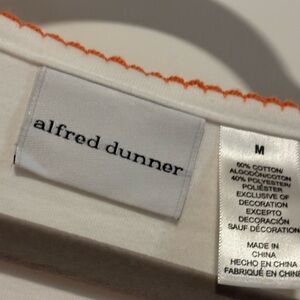 alfred dunner
M
60% COTTON/
ALGODÓN/COTON
40% POLYESTER/
POLIÉSTER
EXCLUSIVE OF
DECORATION
EXCEPTO
DECORACIÓN
SAUF DÉCORATION
MADE IN
CHINA
HECHO EN CHINA
FABRIQUÉ EN CHINE